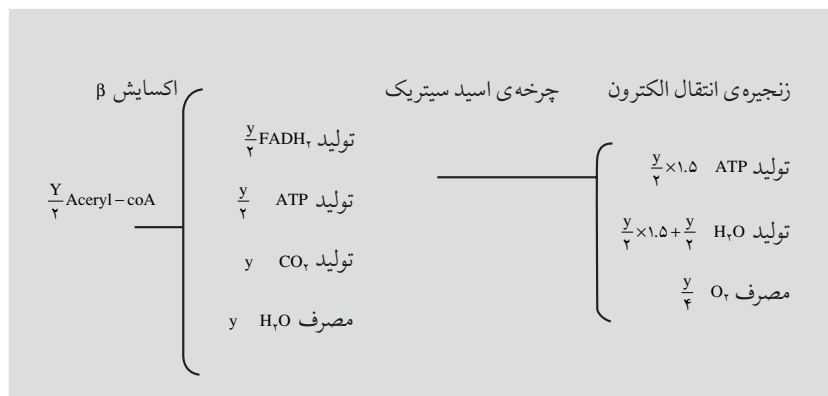 زنجیره‌ی انتقال الکترون چرخه‌ی اسید سیتریک اکسایش β
تولید y/۲ FADH۲
تولید ATP y/۲
تولید CO۲ y
مصرف H۲O y
Y/۲ Aceryl−coA
تولید ATP y/۲×۱.۵
تولید H۲O y/۲×۱.۵+y/۲
مصرف O۲ y/۴